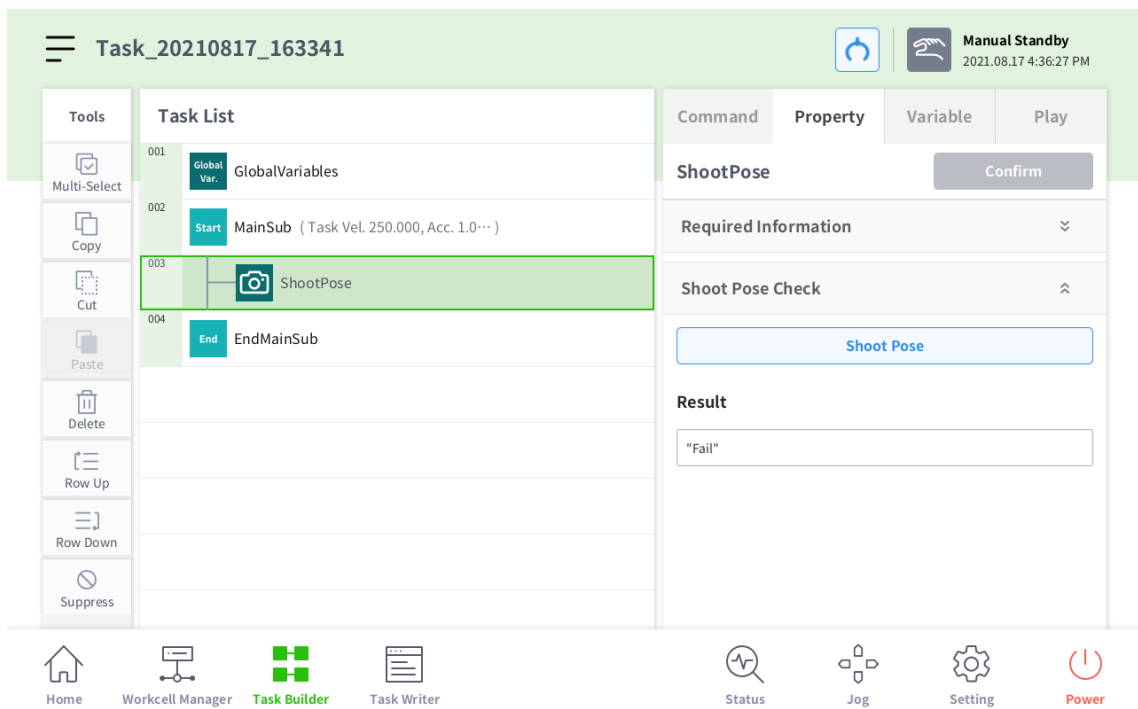 Task_20210817_163341
Manual Standby
2021.08.17 4:36:27 PM
Tools
Multi-Select
Copy
Cut
Paste
Delete
Row Up
Row Down
Suppress
Task List
001
Global
Var.
GlobalVariables
002
Start
MainSub ( Task Vel. 250.000, Acc. 1.0··· )
003
ShootPose
004
End
EndMainSub
Command
Property
Variable
Play
ShootPose
Confirm
Required Information
Shoot Pose Check
Shoot Pose
Result
"Fail"
Home
Workcell Manager
Task Builder
Task Writer
Status
Jog
Setting
Power